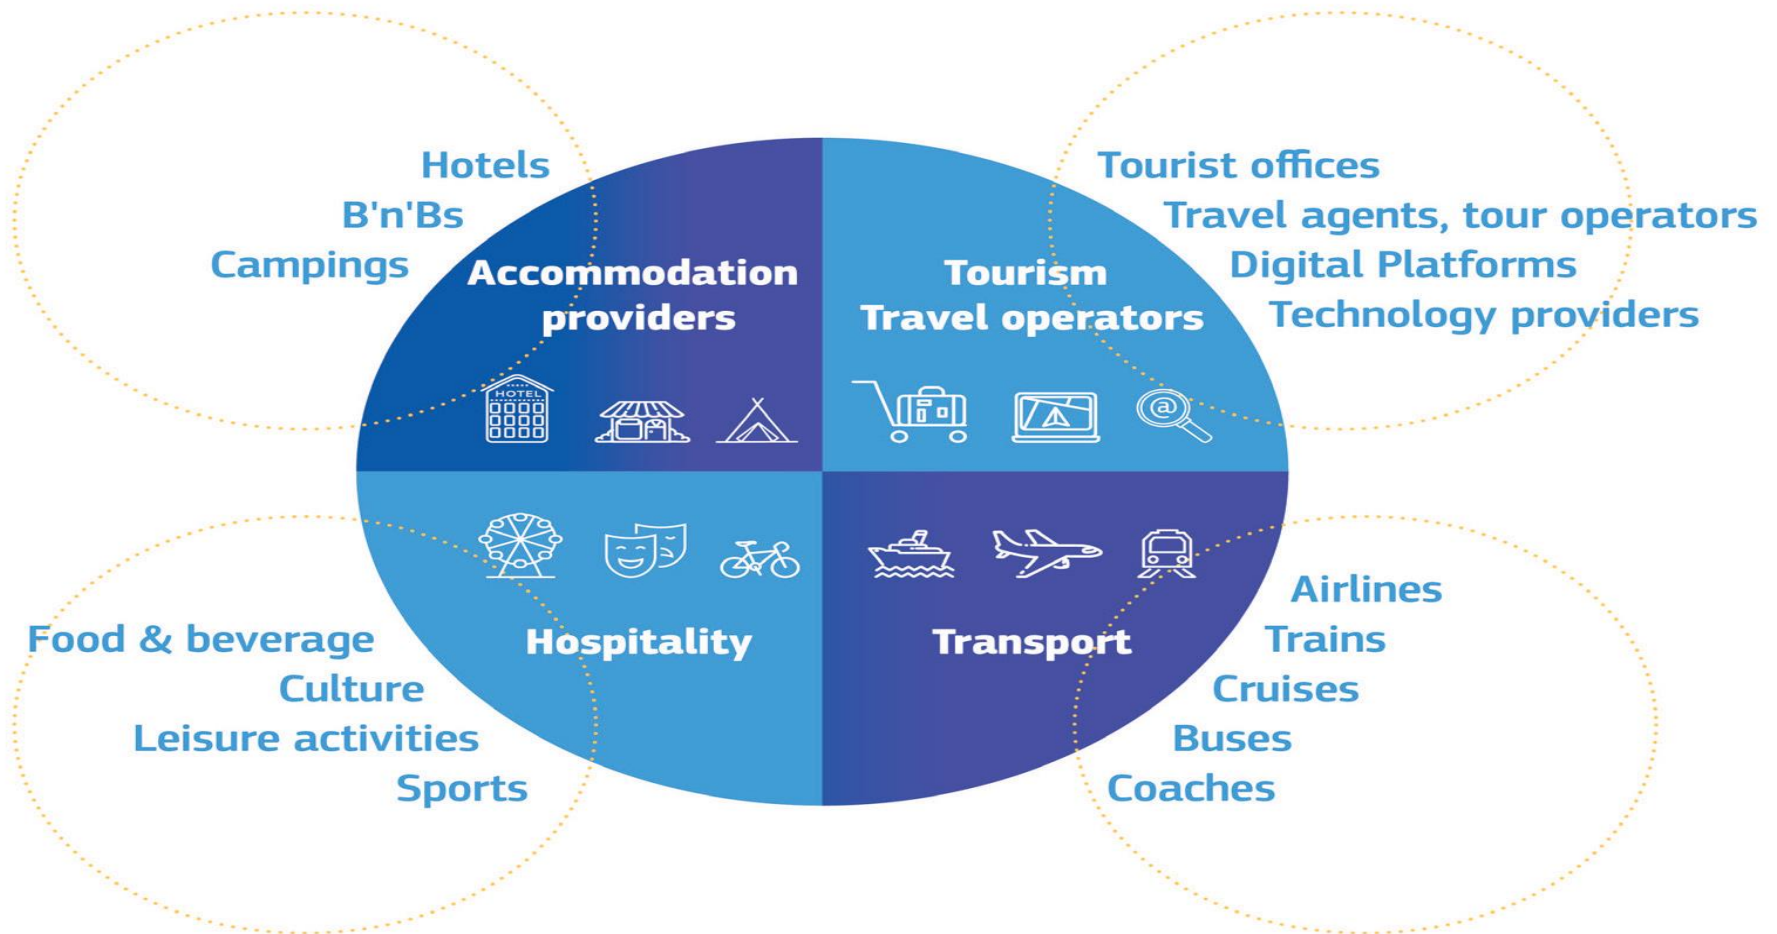 Hotels
B'n'Bs
Campings
Accommodation
providers
HOTEL
Tourist offices
Travel agents, tour operators
Digital Platforms
Technology providers
Tourism
Travel operators
@
Food & beverage
Culture
Leisure activities
Sports
Hospitality
Transport
Airlines
Trains
Cruises
Buses
Coaches